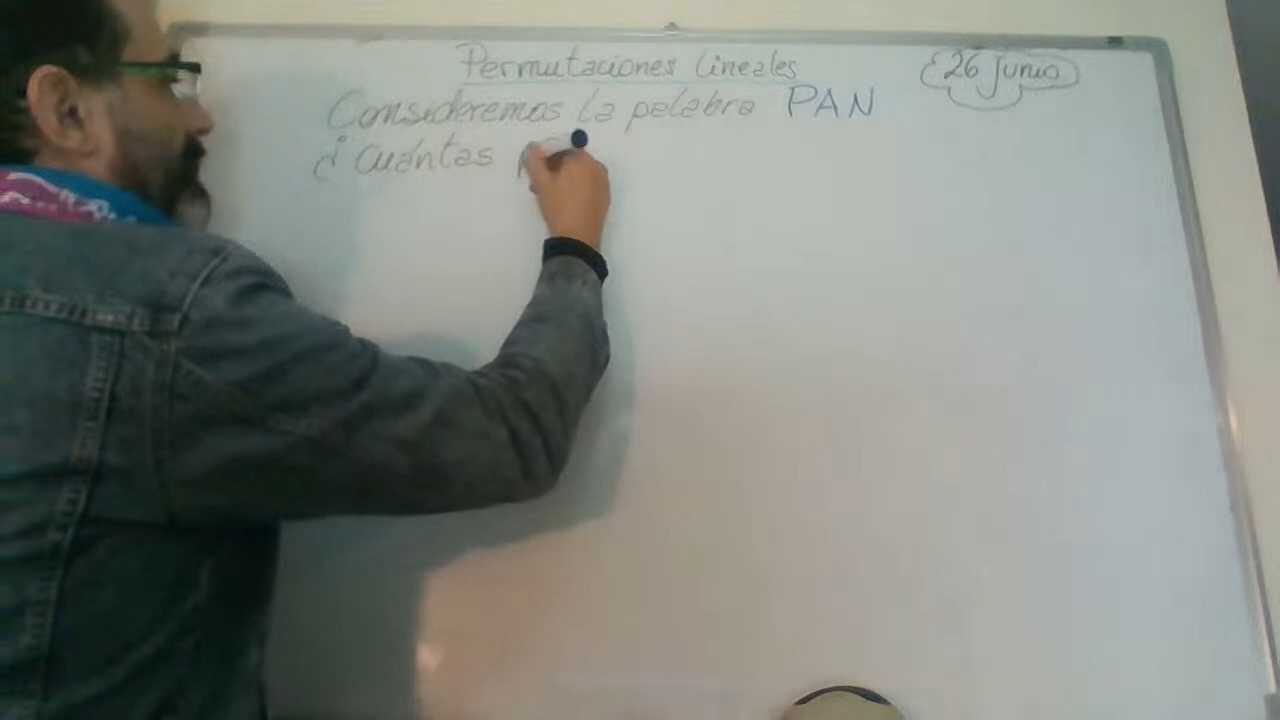 Permutaciones lineales
26 Junio
Consideremos la palabra PAN
¿Cuántas